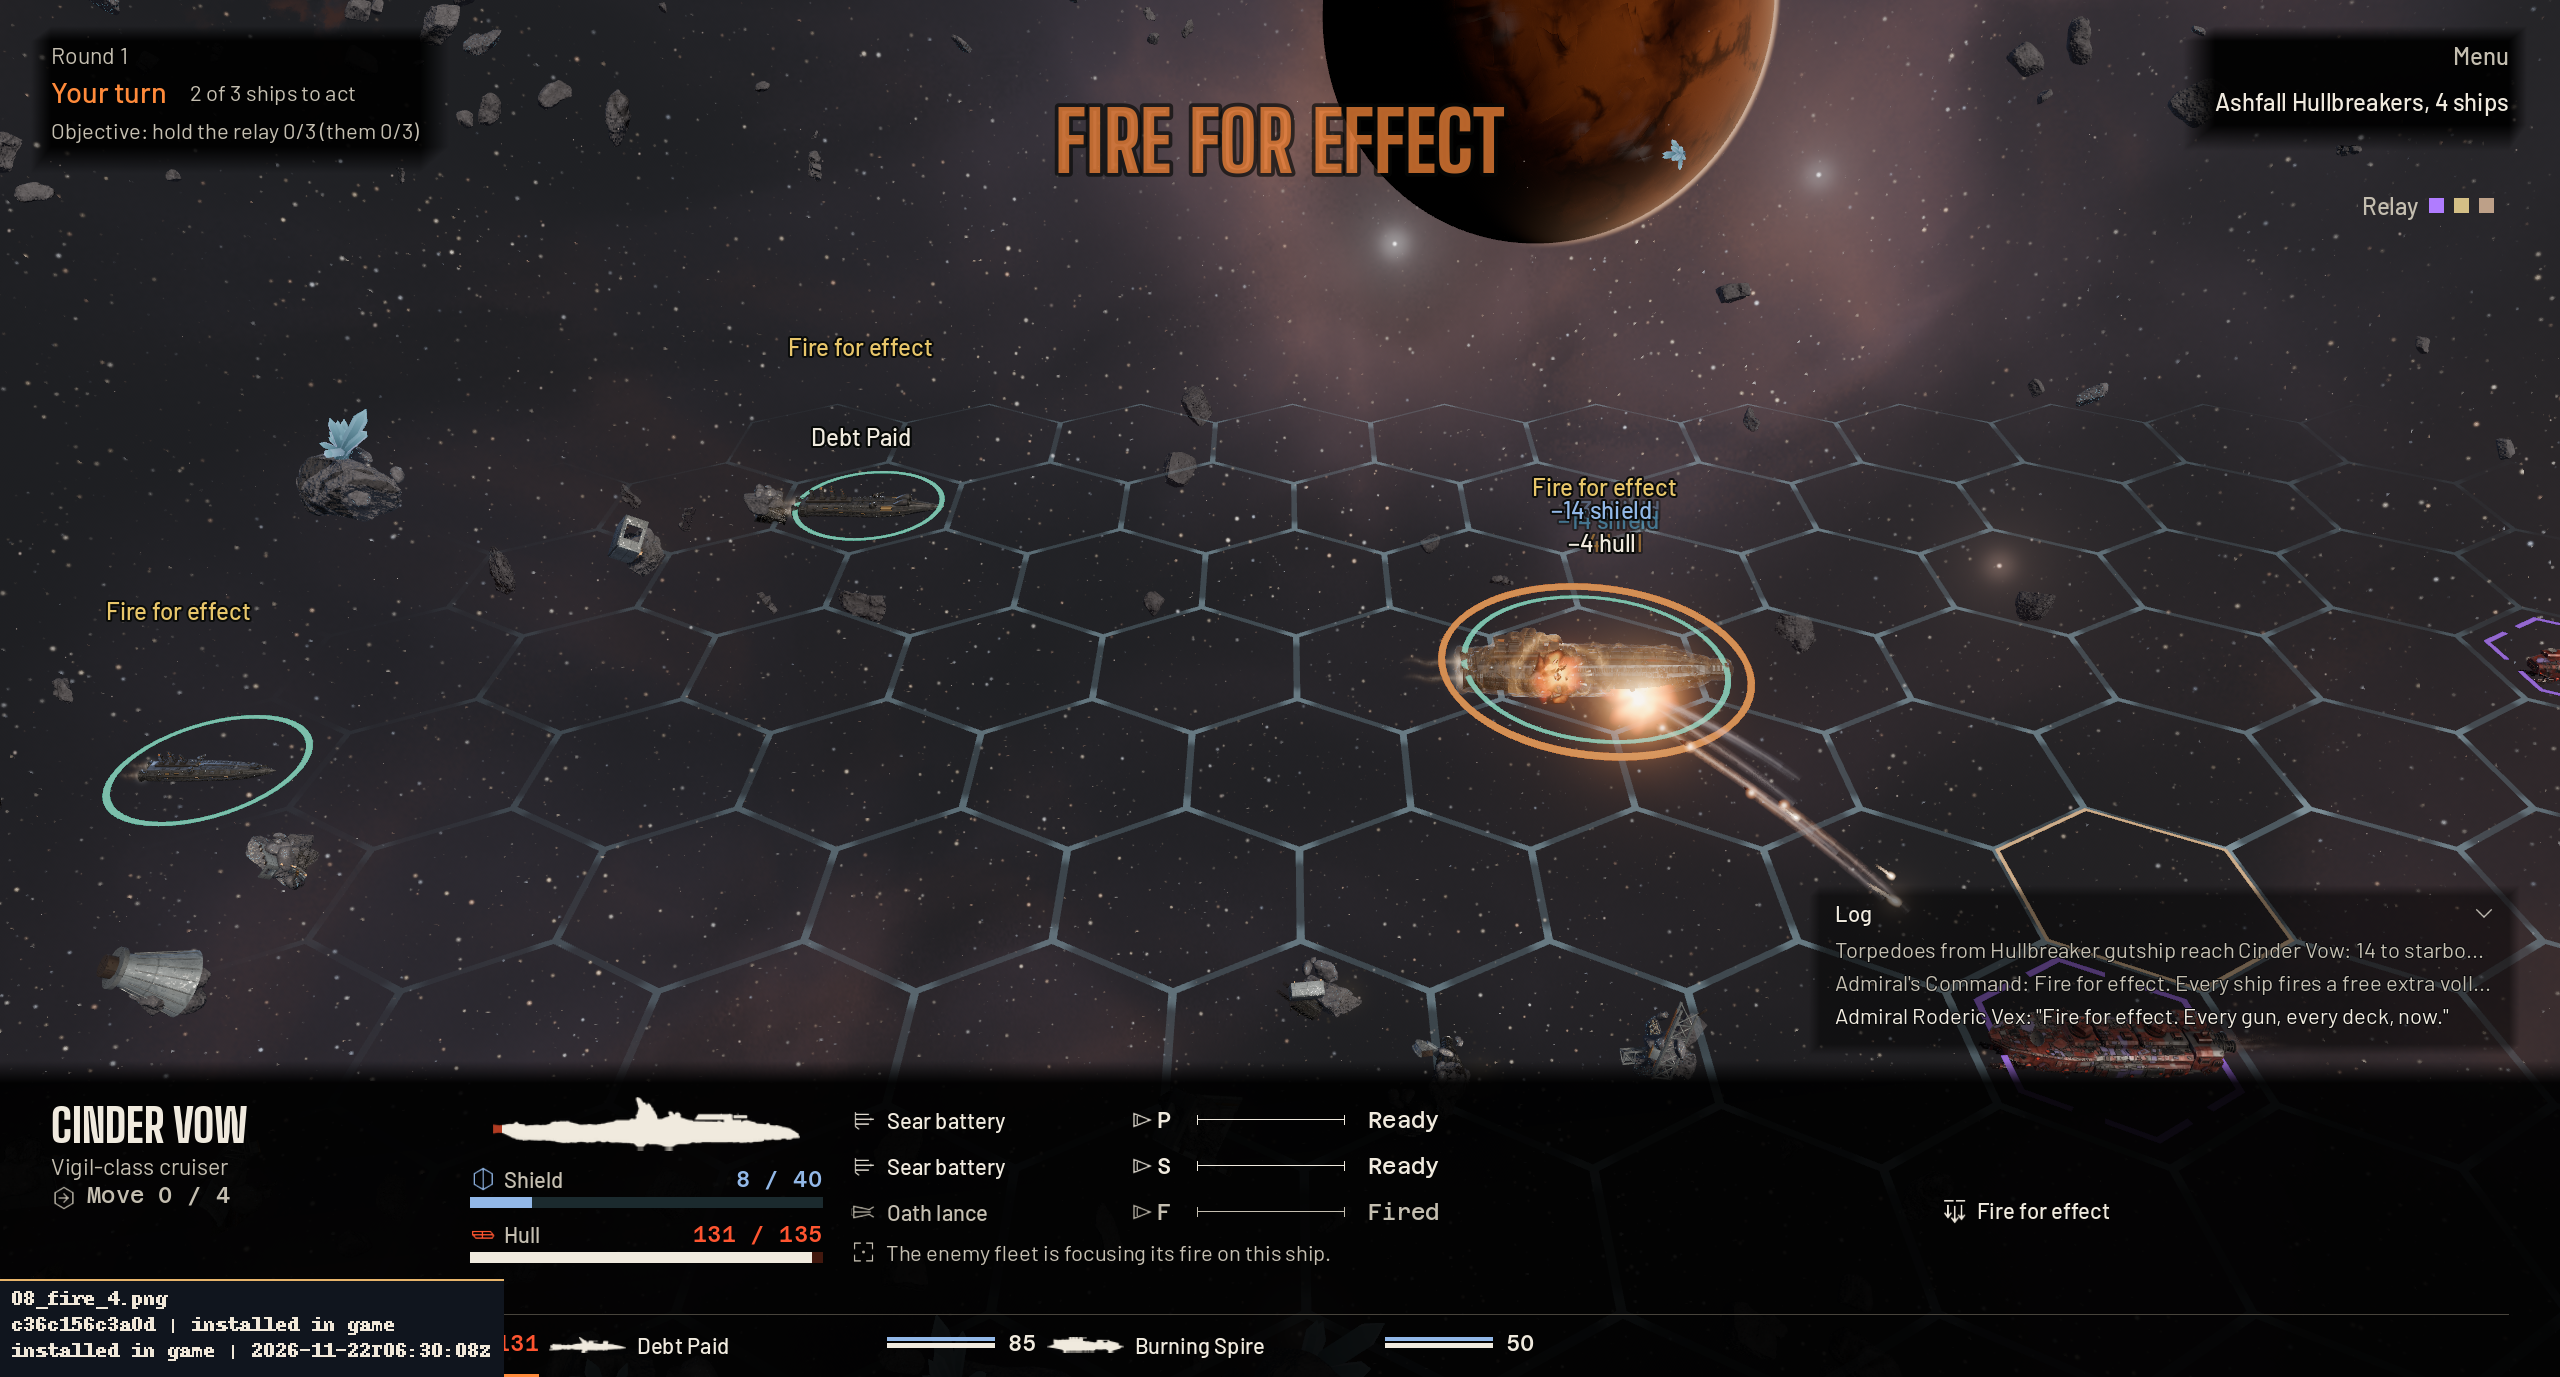 Round 1
Your turn 2 of 3 ships to act
Objective: hold the relay 0/3 (them 0/3)
FIRE FOR EFFECT
Menu
Ashfall Hullbreakers, 4 ships
Relay
Fire for effect
Debt Paid
Fire for effect
−14 shield
−14 shield
−4 hull
Fire for effect
Log
Torpedoes from Hullbreaker gutship reach Cinder Vow: 14 to starbo...
Admiral's Command: Fire for effect. Every ship fires a free extra voll...
Admiral Roderic Vex: "Fire for effect. Every gun, every deck, now."
CINDER VOW
Vigil-class cruiser
Move 0 / 4
Shield 8 / 40
Hull 131 / 135
Sear battery P Ready
Sear battery S Ready
Oath lance F Fired
The enemy fleet is focusing its fire on this ship.
Fire for effect
08_fire_4.png
c36c156c3a0d | installed in game
installed in game | 2026-11-22T06:30:08Z
131 Debt Paid 85 Burning Spire 50